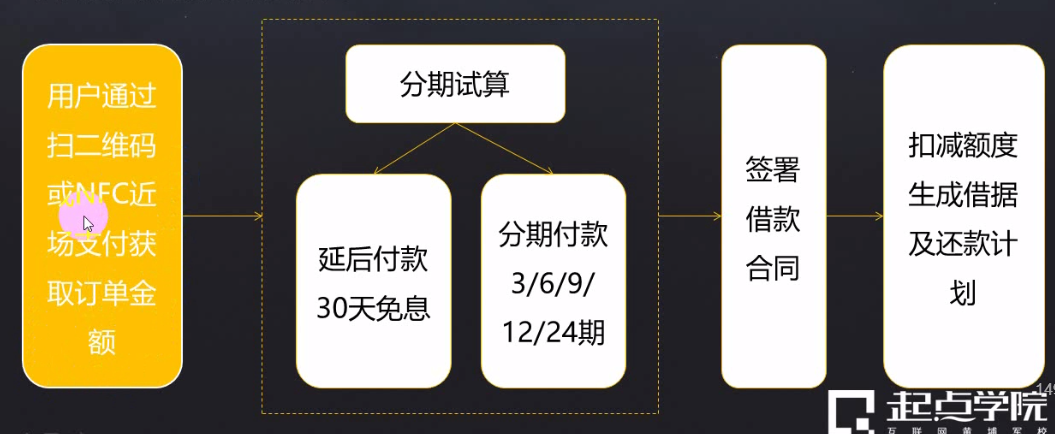 用户通过
扫二维码
或NFC近
场支付获
取订单金
额
分期试算
延后付款
30天免息
分期付款
3/6/9/
12/24期
签署
借款
合同
扣减额度
生成借据
及还款计
划
149
起点学院
互联网黄埔军校